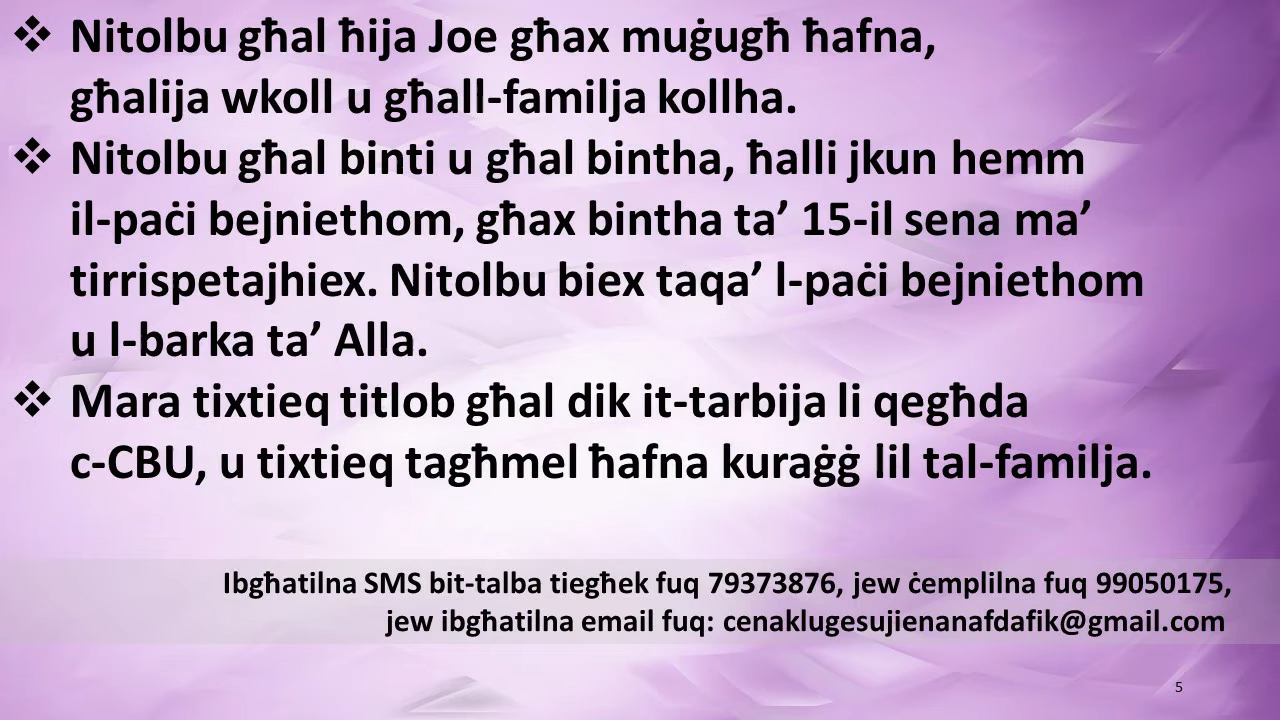 ❖ Nitolbu għal ħija Joe għax muġugħ ħafna,
għalija wkoll u għall-familja kollha.
❖ Nitolbu għal binti u għal bintha, ħalli jkun hemm
il-paċi bejniethom, għax bintha ta’ 15-il sena ma’
tirrispetajhiex. Nitolbu biex taqa’ l-paċi bejniethom
u l-barka ta’ Alla.
❖ Mara tixtieq titlob għal dik it-tarbija li qegħda
c-CBU, u tixtieq tagħmel ħafna kuraġġ lil tal-familja.
Ibgħatilna SMS bit-talba tiegħek fuq 79373876, jew ċemplilna fuq 99050175,
jew ibgħatilna email fuq: cenaklugesujienanafdafik@gmail.com
5